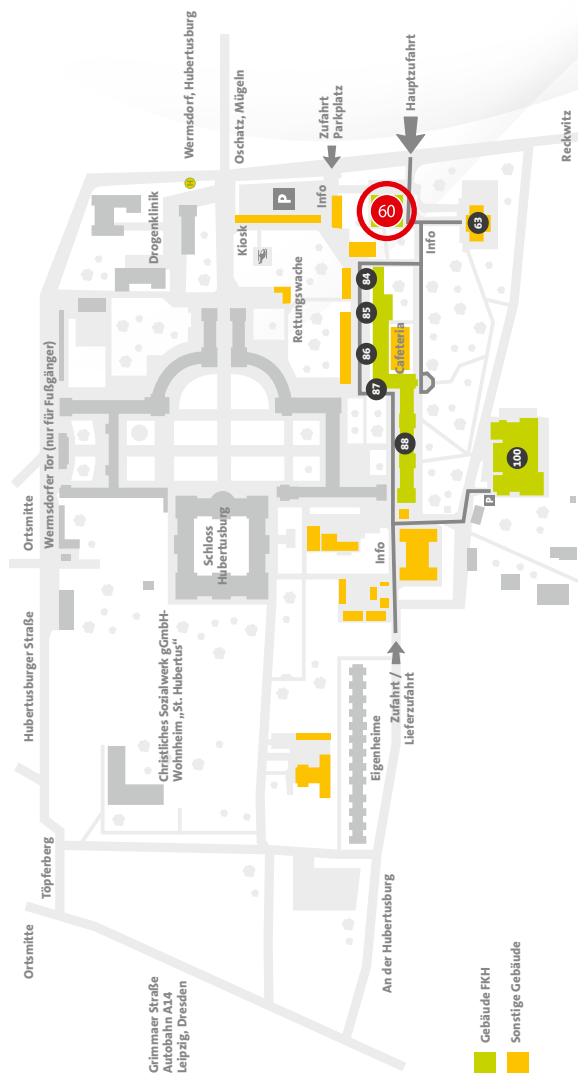 Ortsmitte
Grimmaer Straße
Autobahn A14
Leipzig, Dresden
Töpferberg
Hubertusburger Straße
Ortsmitte
Wermsdorfer Tor (nur für Fußgänger)
Christliches Sozialwerk gGmbH-
Wohnheim „St. Hubertus“
Schloss
Hubertusburg
Drogenklinik
H
Wermsdorf, Hubertusburg
Oschatz, Mügeln
Kiosk
P
Info
Zufahrt
Parkplatz
Rettungswache
Hauptzufahrt
60
63
Info
84
85
86
87
88
Cafeteria
100
P
Info
Eigenheime
Zufahrt /
Lieferzufahrt
An der Hubertusburg
Reckwitz
Gebäude FKH
Sonstige Gebäude